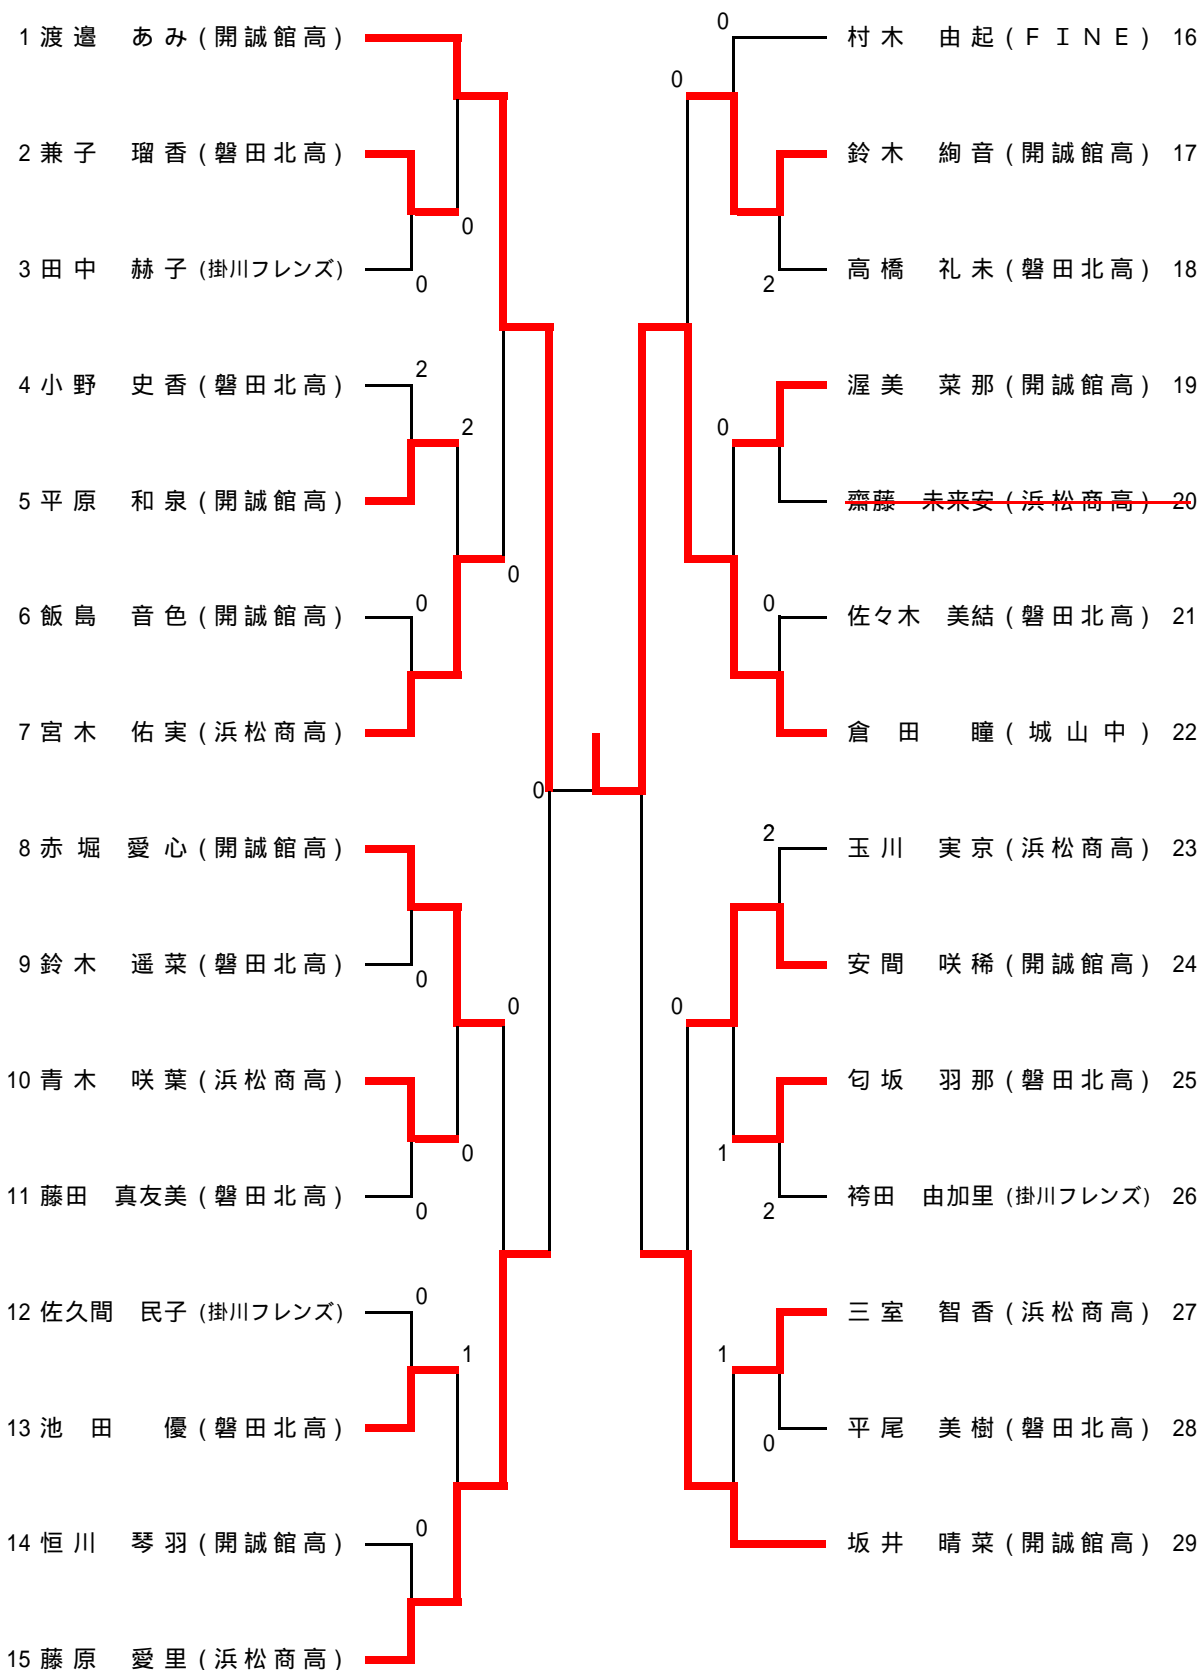 1 渡邉 あみ (開誠館高)
2 兼子 瑠香 (磐田北高)
0
3 田中 赫子 (掛川フレンズ)
0
2
4 小野 史香 (磐田北高)
2
5 平原 和泉 (開誠館高)
0
0
6 飯島 音色 (開誠館高)
7 宮木 佑実 (浜松商高)
0
8 赤堀 愛心 (開誠館高)
9 鈴木 遥菜 (磐田北高)
0
0
10 青木 咲葉 (浜松商高)
0
11 藤田 真友美 (磐田北高)
0
0
12 佐久間 民子 (掛川フレンズ)
1
13 池田 優 (磐田北高)
0
14 恒川 琴羽 (開誠館高)
15 藤原 愛里 (浜松商高)
0
村木 由起 (FINE) 16
0
鈴木 絢音 (開誠館高) 17
高橋 礼未 (磐田北高) 18
2
渥美 菜那 (開誠館高) 19
0
齋藤 未来安 (浜松商高) 20
0
佐々木 美結 (磐田北高) 21
倉田 瞳 (城山中) 22
2
玉川 実京 (浜松商高) 23
安間 咲稀 (開誠館高) 24
0
匂坂 羽那 (磐田北高) 25
1
袴田 由加里 (掛川フレンズ) 26
2
三室 智香 (浜松商高) 27
1
平尾 美樹 (磐田北高) 28
0
坂井 晴菜 (開誠館高) 29